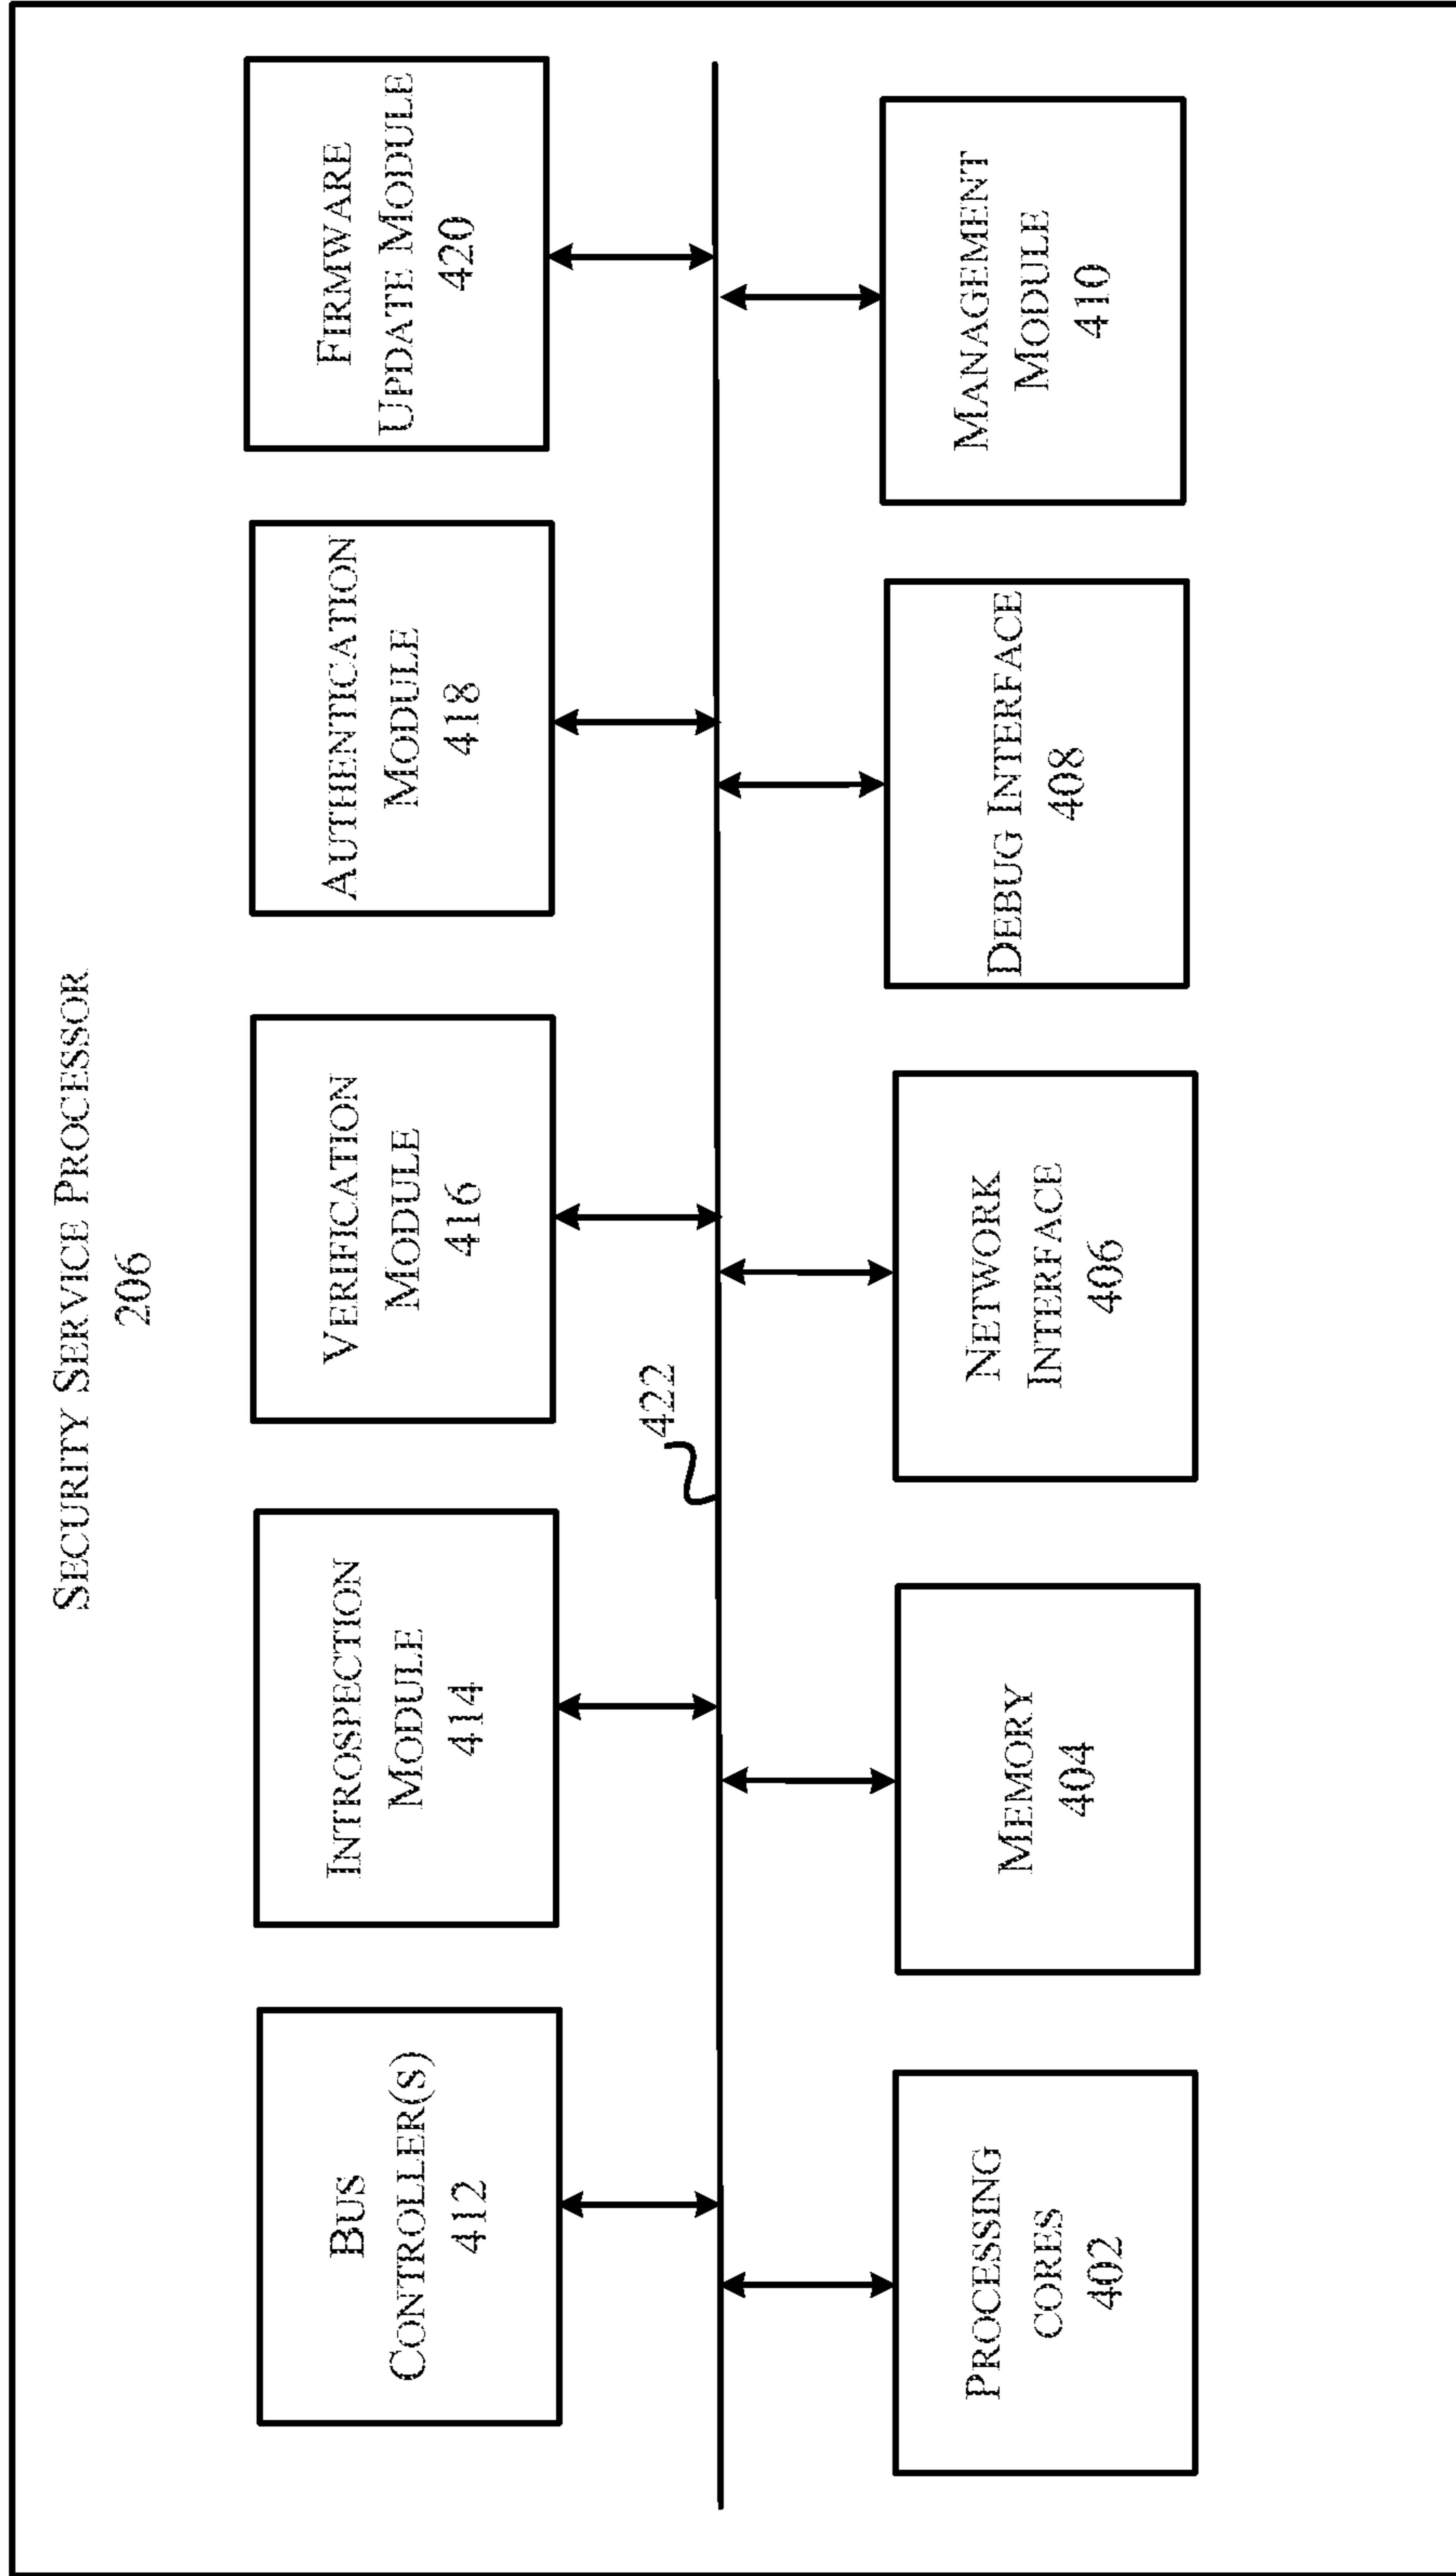 SECURITY SERVICE PROCESSOR
206
BUS
CONTROLLER(S)
412
INTROSPECTION
MODULE
414
VERIFICATION
MODULE
416
AUTHENTICATION
MODULE
418
FIRMWARE
UPDATE MODULE
420
422
PROCESSING
CORES
402
MEMORY
404
NETWORK
INTERFACE
406
DEBUG INTERFACE
408
MANAGEMENT
MODULE
410